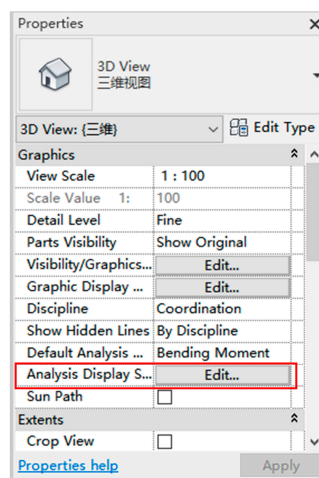 Properties
3D View
三维视图
3D View: {三维}
Edit Type
Graphics
View Scale 1 : 100
Scale Value 1: 100
Detail Level Fine
Parts Visibility Show Original
Visibility/Graphics... Edit...
Graphic Display ... Edit...
Discipline Coordination
Show Hidden Lines By Discipline
Default Analysis ... Bending Moment
Analysis Display S... Edit...
Sun Path
Extents
Crop View
Properties help Apply